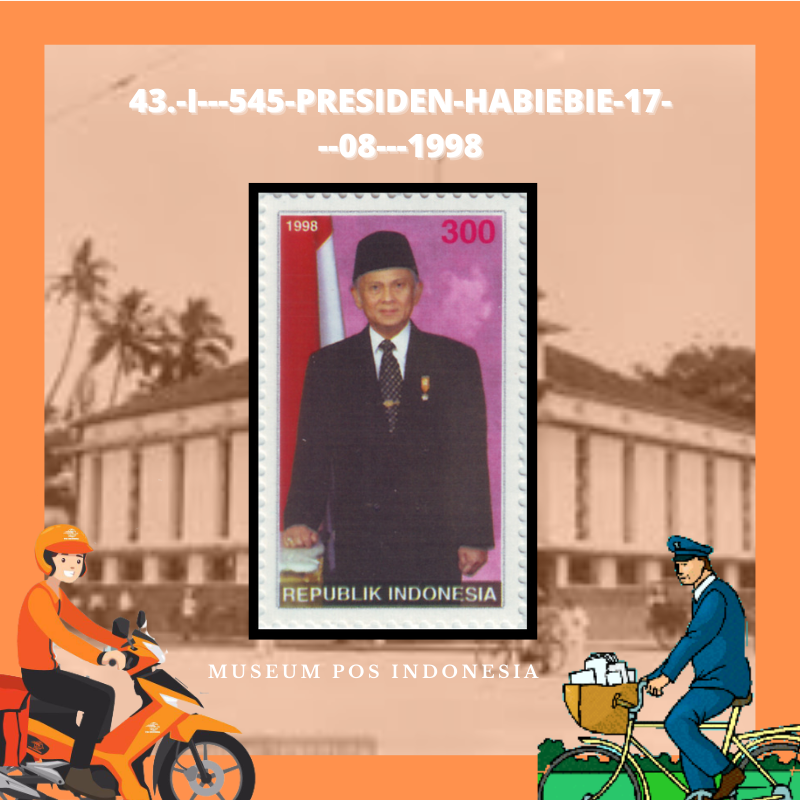 43.-I---545-PRESIDEN-HABIEBIE-17-
--08---1998
1998
300
REPUBLIK INDONESIA
MUSEUM POS INDONESIA